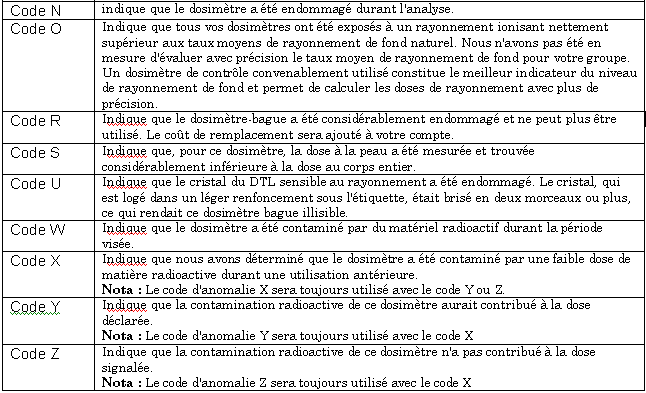 Code N indique que le dosimètre a été endommagé durant l'analyse.
Code O Indique que tous vos dosimètres ont été exposés à un rayonnement ionisant nettement
supérieur aux taux moyens de rayonnement de fond naturel. Nous n'avons pas été en
mesure d'évaluer avec précision le taux moyen de rayonnement de fond pour votre groupe.
Un dosimètre de contrôle convenablement utilisé constitue le meilleur indicateur du niveau
de rayonnement de fond et permet de calculer les doses de rayonnement avec plus de
précision.
Code R Indique que le dosimètre-bague a été considérablement endommagé et ne peut plus être
utilisé. Le coût de remplacement sera ajouté à votre compte.
Code S Indique que, pour ce dosimètre, la dose à la peau a été mesurée et trouvée
considérablement inférieure à la dose au corps entier.
Code U Indique que le cristal du DTL sensible au rayonnement a été endommagé. Le cristal, qui
est logé dans un léger renfoncement sous l'étiquette, était brisé en deux morceaux ou plus,
ce qui rendait ce dosimètre bague illisible.
Code W Indique que le dosimètre a été contaminé par du matériel radioactif durant la période
visée.
Code X Indique que nous avons déterminé que le dosimètre a été contaminé par une faible dose de
matière radioactive durant une utilisation antérieure.
Nota : Le code d'anomalie X sera toujours utilisé avec le code Y ou Z.
Code Y Indique que la contamination radioactive de ce dosimètre aurait contribué à la dose
déclarée.
Nota : Le code d'anomalie Y sera toujours utilisé avec le code X
Code Z Indique que la contamination radioactive de ce dosimètre n'a pas contribué à la dose
signalée.
Nota : Le code d'anomalie Z sera toujours utilisé avec le code X